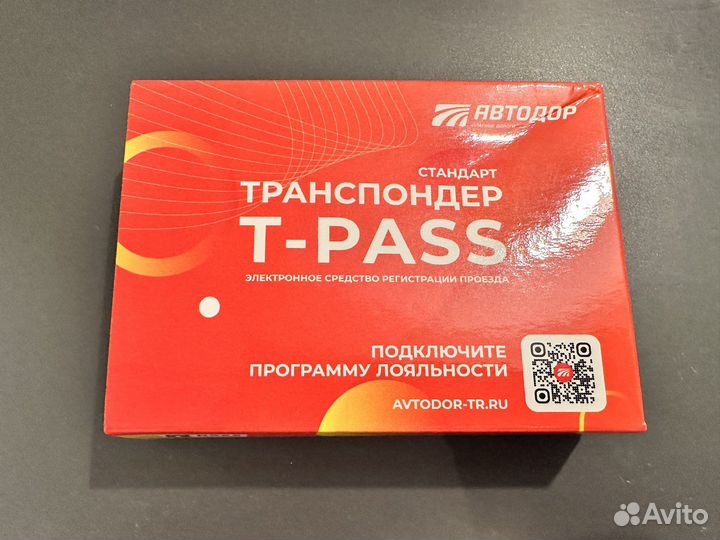 АВТОДОР
СТАНДАРТ
ТРАНСПОНДЕР
T-PASS
ЭЛЕКТРОННОЕ СРЕДСТВО РЕГИСТРАЦИИ ПРОЕЗДА
ПОДКЛЮЧИТЕ
ПРОГРАММУ ЛОЯЛЬНОСТИ
AVTODOR-TR.RU
Avito